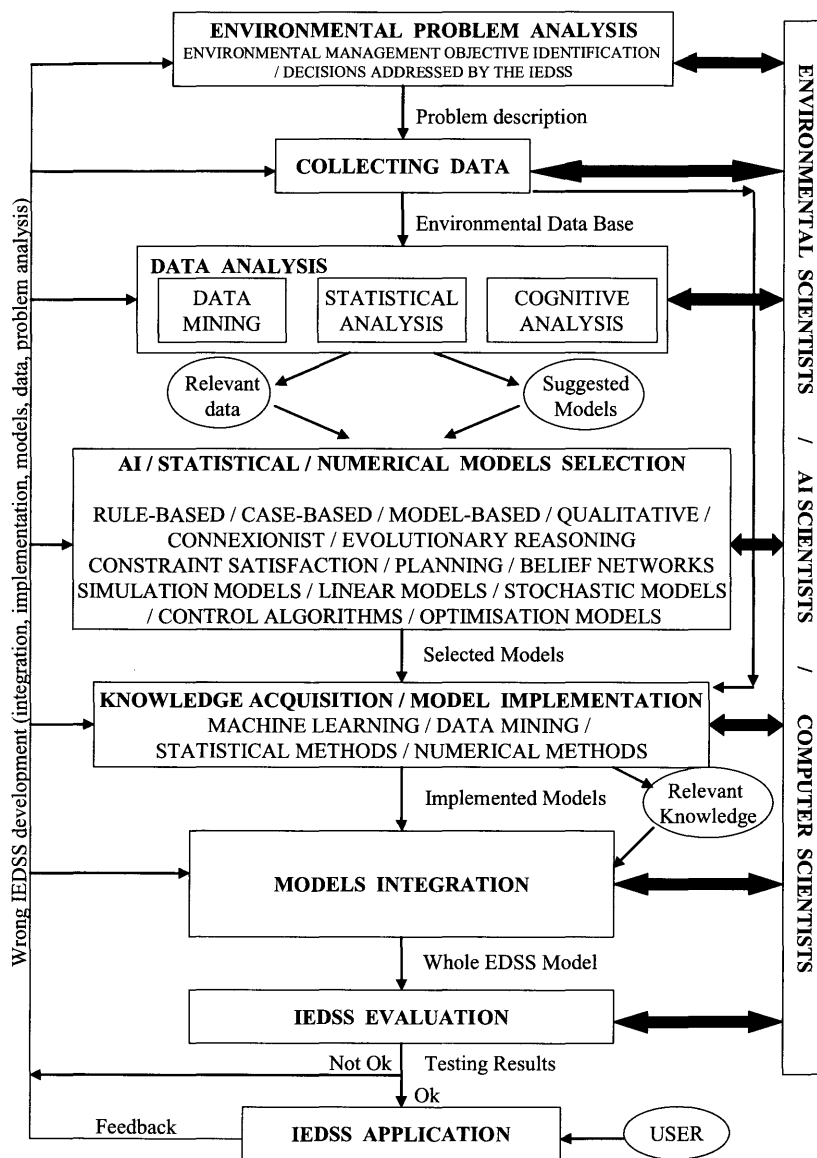 ENVIRONMENTAL PROBLEM ANALYSIS
ENVIRONMENTAL MANAGEMENT OBJECTIVE IDENTIFICATION
/ DECISIONS ADDRESSED BY THE IEDSS
Problem description
COLLECTING DATA
Environmental Data Base
DATA ANALYSIS
DATA
MINING
STATISTICAL
ANALYSIS
COGNITIVE
ANALYSIS
Relevant
data
Suggested
Models
AI / STATISTICAL / NUMERICAL MODELS SELECTION
RULE-BASED / CASE-BASED / MODEL-BASED / QUALITATIVE /
CONNEXIONIST / EVOLUTIONARY REASONING
CONSTRAINT SATISFACTION / PLANNING / BELIEF NETWORKS
SIMULATION MODELS / LINEAR MODELS / STOCHASTIC MODELS
/ CONTROL ALGORITHMS / OPTIMISATION MODELS
Selected Models
KNOWLEDGE ACQUISITION / MODEL IMPLEMENTATION
MACHINE LEARNING / DATA MINING /
STATISTICAL METHODS / NUMERICAL METHODS
Implemented Models
Relevant
Knowledge
MODELS INTEGRATION
Whole EDSS Model
IEDSS EVALUATION
Not Ok
Testing Results
Ok
Feedback
IEDSS APPLICATION
USER
Wrong IEDSS development (integration, implementation, models, data, problem analysis)
ENVIRONMENTAL SCIENTISTS / AI SCIENTISTS / COMPUTER SCIENTISTS